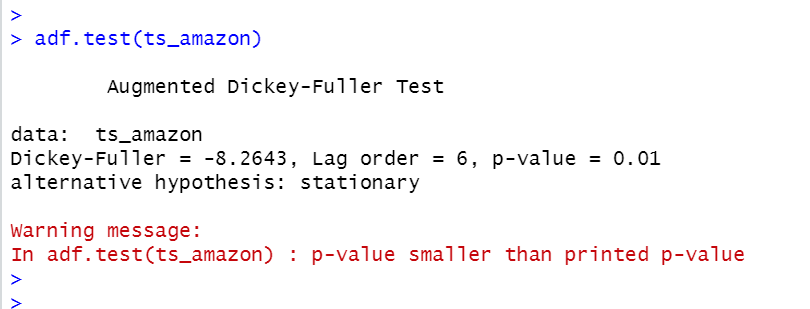 >
> adf.test(ts_amazon)
Augmented Dickey-Fuller Test
data:  ts_amazon
Dickey-Fuller = -8.2643, Lag order = 6, p-value = 0.01
alternative hypothesis: stationary
Warning message:
In adf.test(ts_amazon) : p-value smaller than printed p-value
>
>